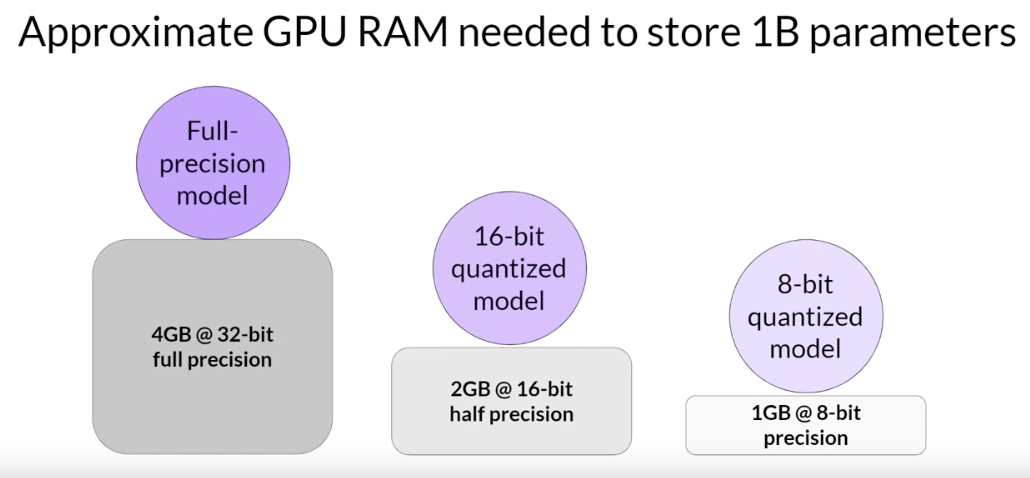 Approximate GPU RAM needed to store 1B parameters
Full-
precision
model
4GB @ 32-bit
full precision
16-bit
quantized
model
2GB @ 16-bit
half precision
8-bit
quantized
model
1GB @ 8-bit
precision